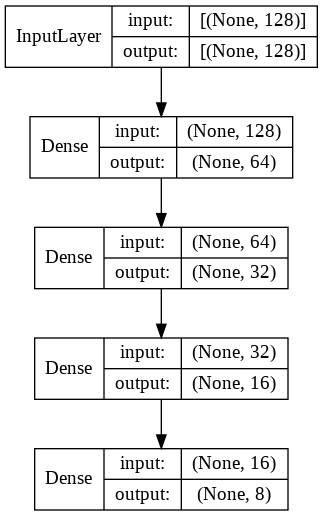 InputLayer input: [(None, 128)]
output: [(None, 128)]
Dense input: (None, 128)
output: (None, 64)
Dense input: (None, 64)
output: (None, 32)
Dense input: (None, 32)
output: (None, 16)
Dense input: (None, 16)
output: (None, 8)